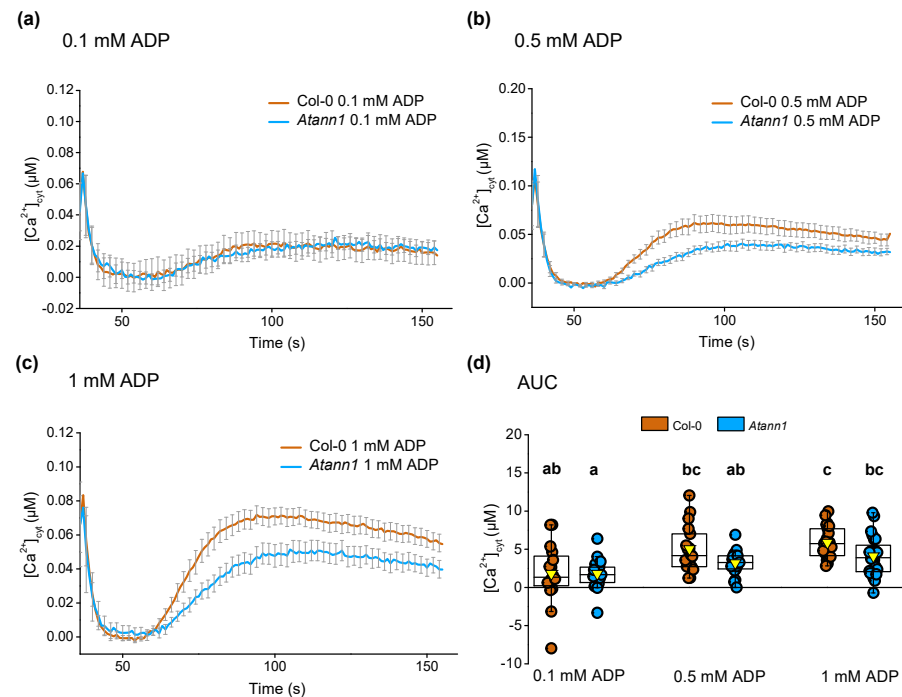 (a)
0.1 mM ADP
0.12
0.10
0.08
0.06
0.04
0.02
0.00
-0.02
[Ca²⁺]cyt (µM)
Col-0 0.1 mM ADP
Atann1 0.1 mM ADP
50
100
150
Time (s)
(b)
0.5 mM ADP
0.20
0.15
0.10
0.05
0.00
[Ca²⁺]cyt (µM)
Col-0 0.5 mM ADP
Atann1 0.5 mM ADP
50
100
150
Time (s)
(c)
1 mM ADP
0.12
0.10
0.08
0.06
0.04
0.02
0.00
[Ca²⁺]cyt (µM)
Col-0 1 mM ADP
Atann1 1 mM ADP
50
100
150
Time (s)
(d)
AUC
Col-0
Atann1
20
15
10
5
0
-5
-10
[Ca²⁺]cyt (µM)
ab
a
bc
ab
c
bc
0.1 mM ADP
0.5 mM ADP
1 mM ADP